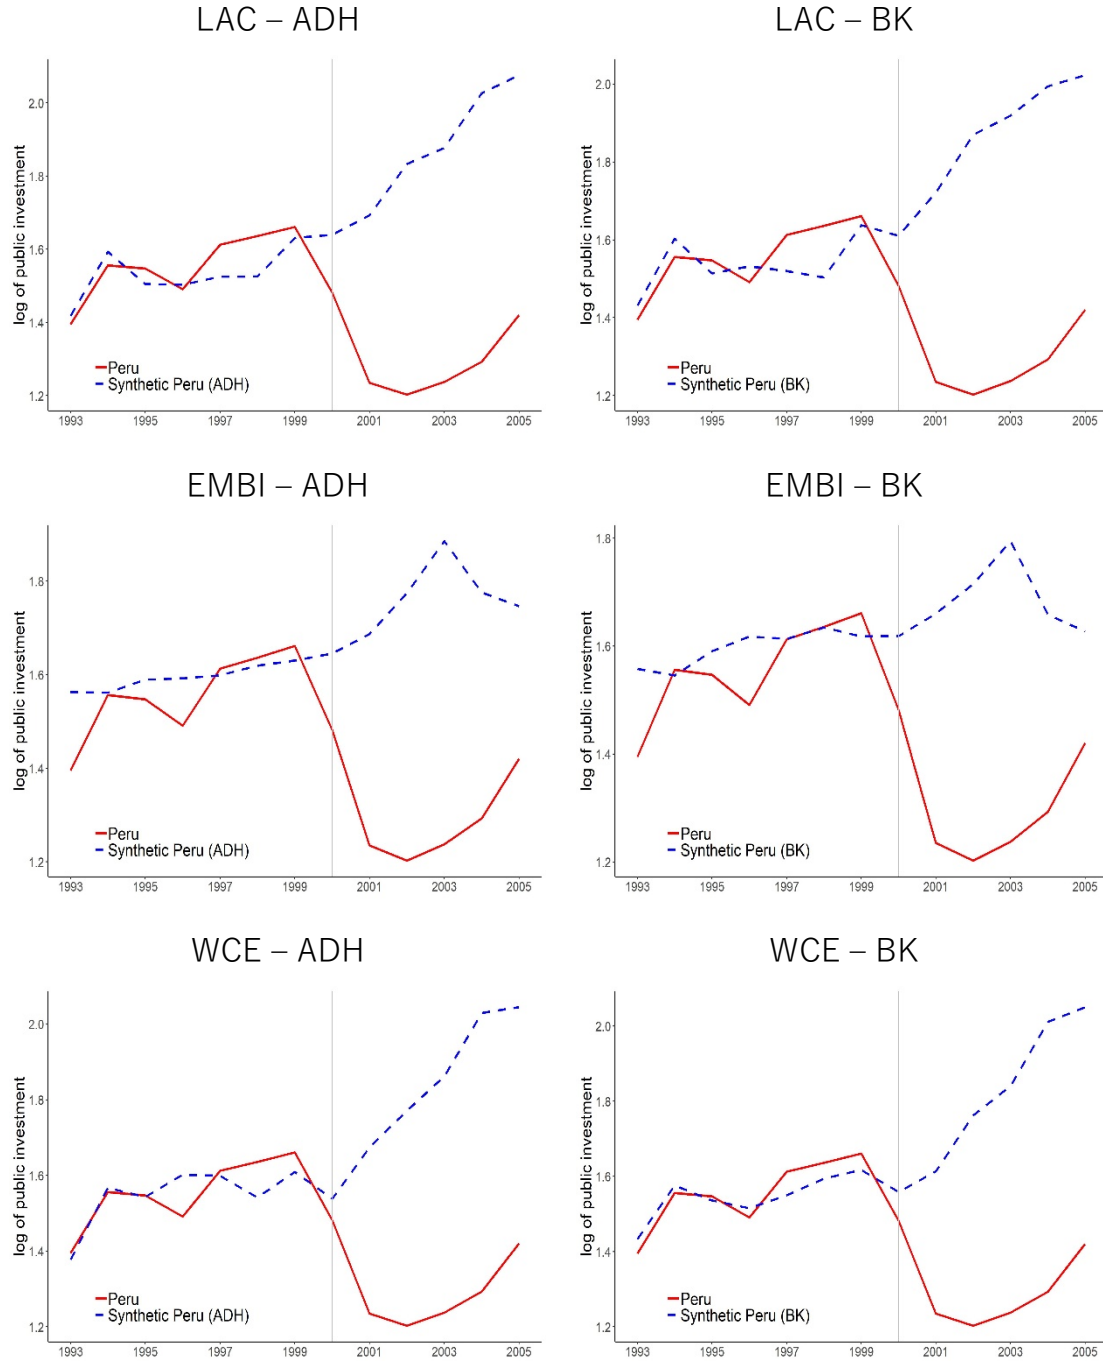 LAC – ADH
log of public investment
2.0
1.8
1.6
1.4
1.2
Peru
Synthetic Peru (ADH)
1993 1995 1997 1999 2001 2003 2005
LAC – BK
log of public investment
2.0
1.8
1.6
1.4
1.2
Peru
Synthetic Peru (BK)
1993 1995 1997 1999 2001 2003 2005
EMBI – ADH
log of public investment
1.8
1.6
1.4
1.2
Peru
Synthetic Peru (ADH)
1993 1995 1997 1999 2001 2003 2005
EMBI – BK
log of public investment
1.8
1.6
1.4
1.2
Peru
Synthetic Peru (BK)
1993 1995 1997 1999 2001 2003 2005
WCE – ADH
log of public investment
2.0
1.8
1.6
1.4
1.2
Peru
Synthetic Peru (ADH)
1993 1995 1997 1999 2001 2003 2005
WCE – BK
log of public investment
2.0
1.8
1.6
1.4
1.2
Peru
Synthetic Peru (BK)
1993 1995 1997 1999 2001 2003 2005